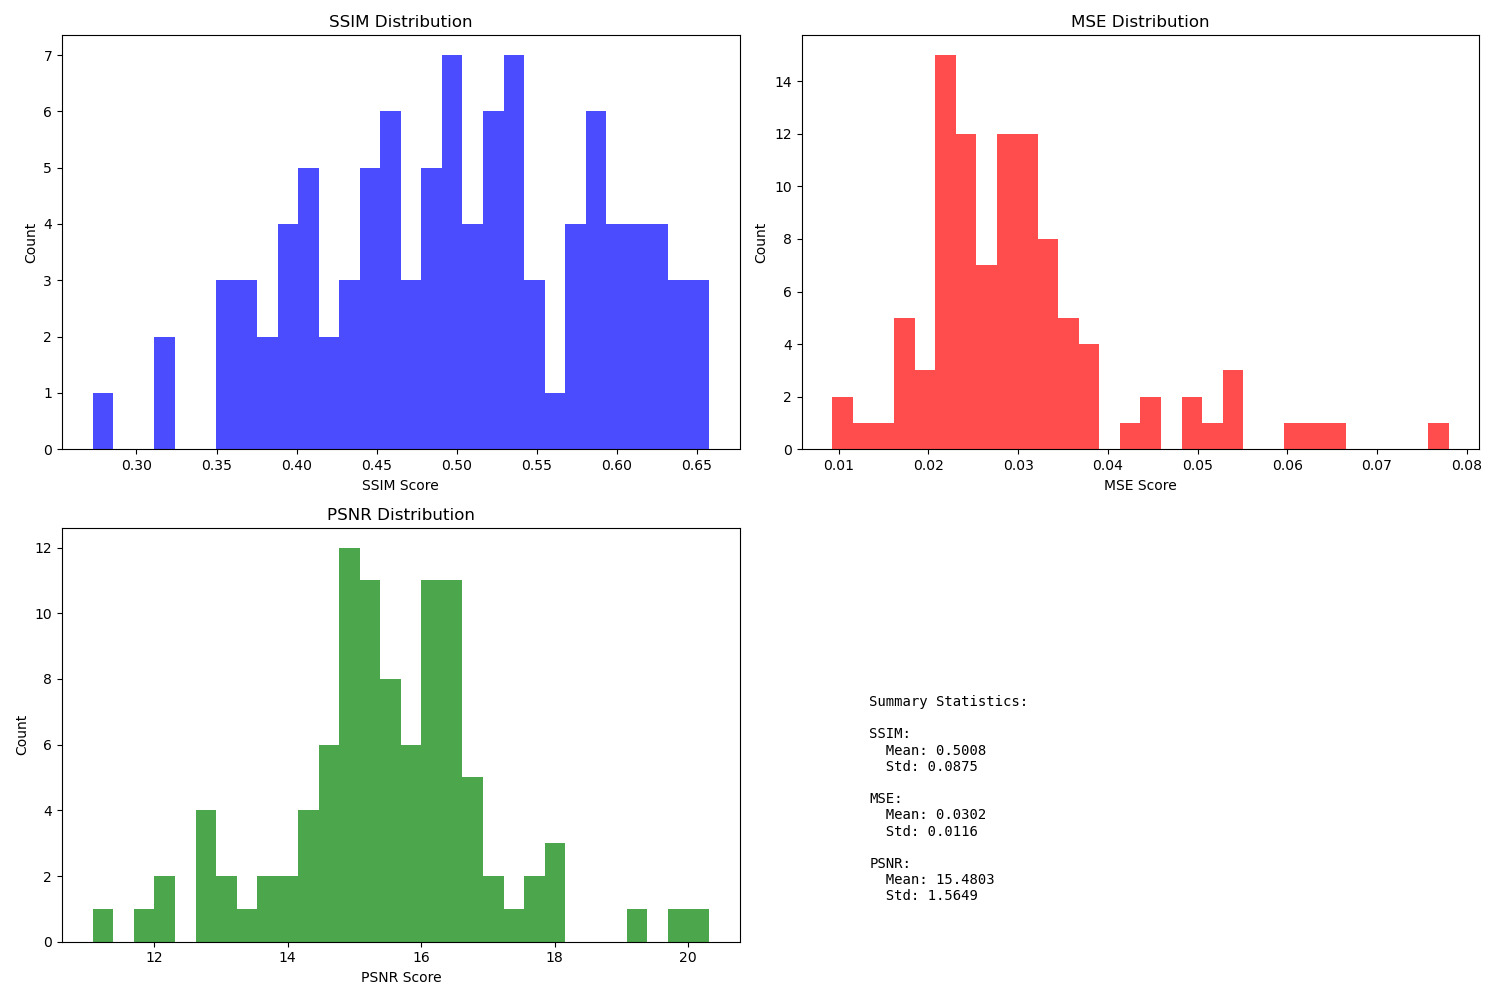 SSIM Distribution
7
6
5
4
3
2
1
0
Count
0.30 0.35 0.40 0.45 0.50 0.55 0.60 0.65
SSIM Score
MSE Distribution
14
12
10
8
6
4
2
0
Count
0.01 0.02 0.03 0.04 0.05 0.06 0.07 0.08
MSE Score
PSNR Distribution
12
10
8
6
4
2
0
Count
12 14 16 18 20
PSNR Score
Summary Statistics:
SSIM:
Mean: 0.5008
Std: 0.0875
MSE:
Mean: 0.0302
Std: 0.0116
PSNR:
Mean: 15.4803
Std: 1.5649